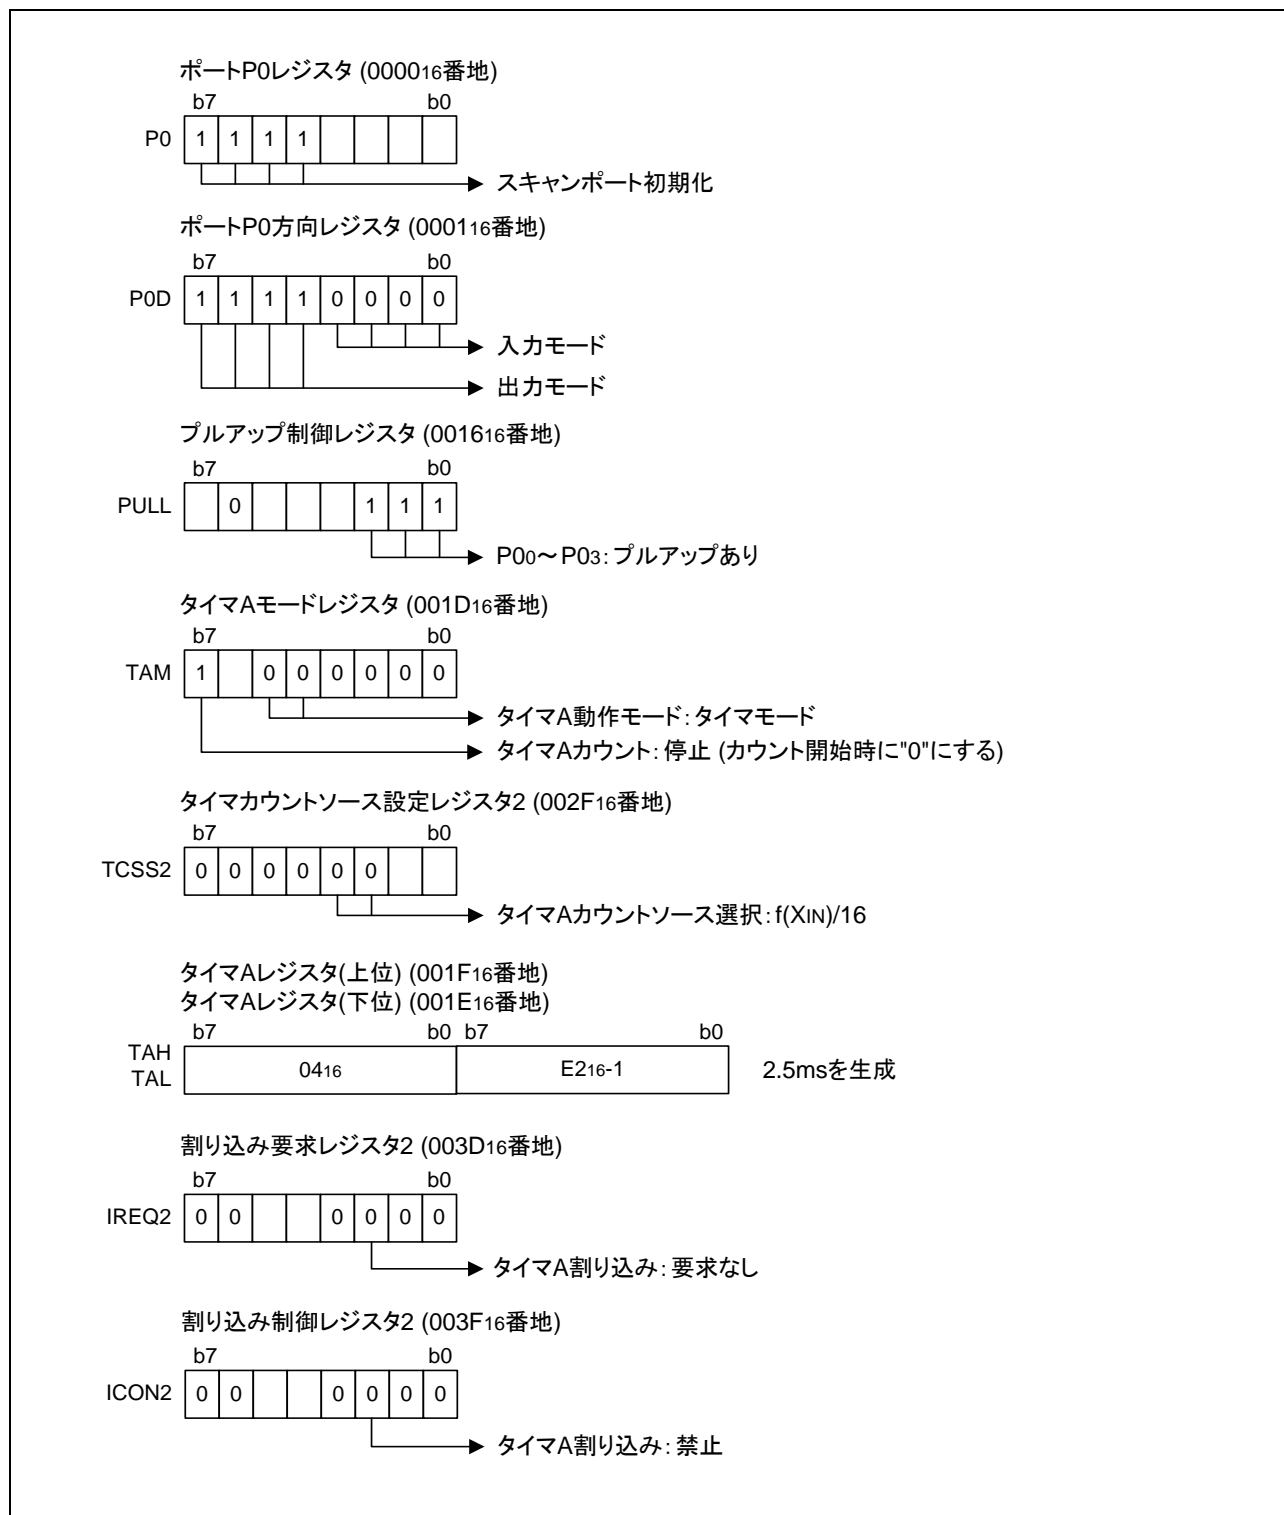 ポートP0レジスタ (000016番地)
b7 b0
P0 1 1 1 1
スキャンポート初期化
ポートP0方向レジスタ (000116番地)
b7 b0
P0D 1 1 1 1 0 0 0 0
入力モード
出力モード
プルアップ制御レジスタ (001616番地)
b7 b0
PULL 0 1 1 1
P00～P03：プルアップあり
タイマAモードレジスタ (001D16番地)
b7 b0
TAM 1 0 0 0 0 0 0
タイマA動作モード：タイマモード
タイマAカウント：停止 (カウント開始時に"0"にする)
タイマカウントソース設定レジスタ2 (002F16番地)
b7 b0
TCSS2 0 0 0 0 0 0
タイマAカウントソース選択：f(XIN)/16
タイマAレジスタ(上位) (001F16番地)
タイマAレジスタ(下位) (001E16番地)
b7 b0 b7 b0
TAH
TAL 0416 E216-1 2.5msを生成
割り込み要求レジスタ2 (003D16番地)
b7 b0
IREQ2 0 0 0 0 0 0
タイマA割り込み：要求なし
割り込み制御レジスタ2 (003F16番地)
b7 b0
ICON2 0 0 0 0 0 0
タイマA割り込み：禁止